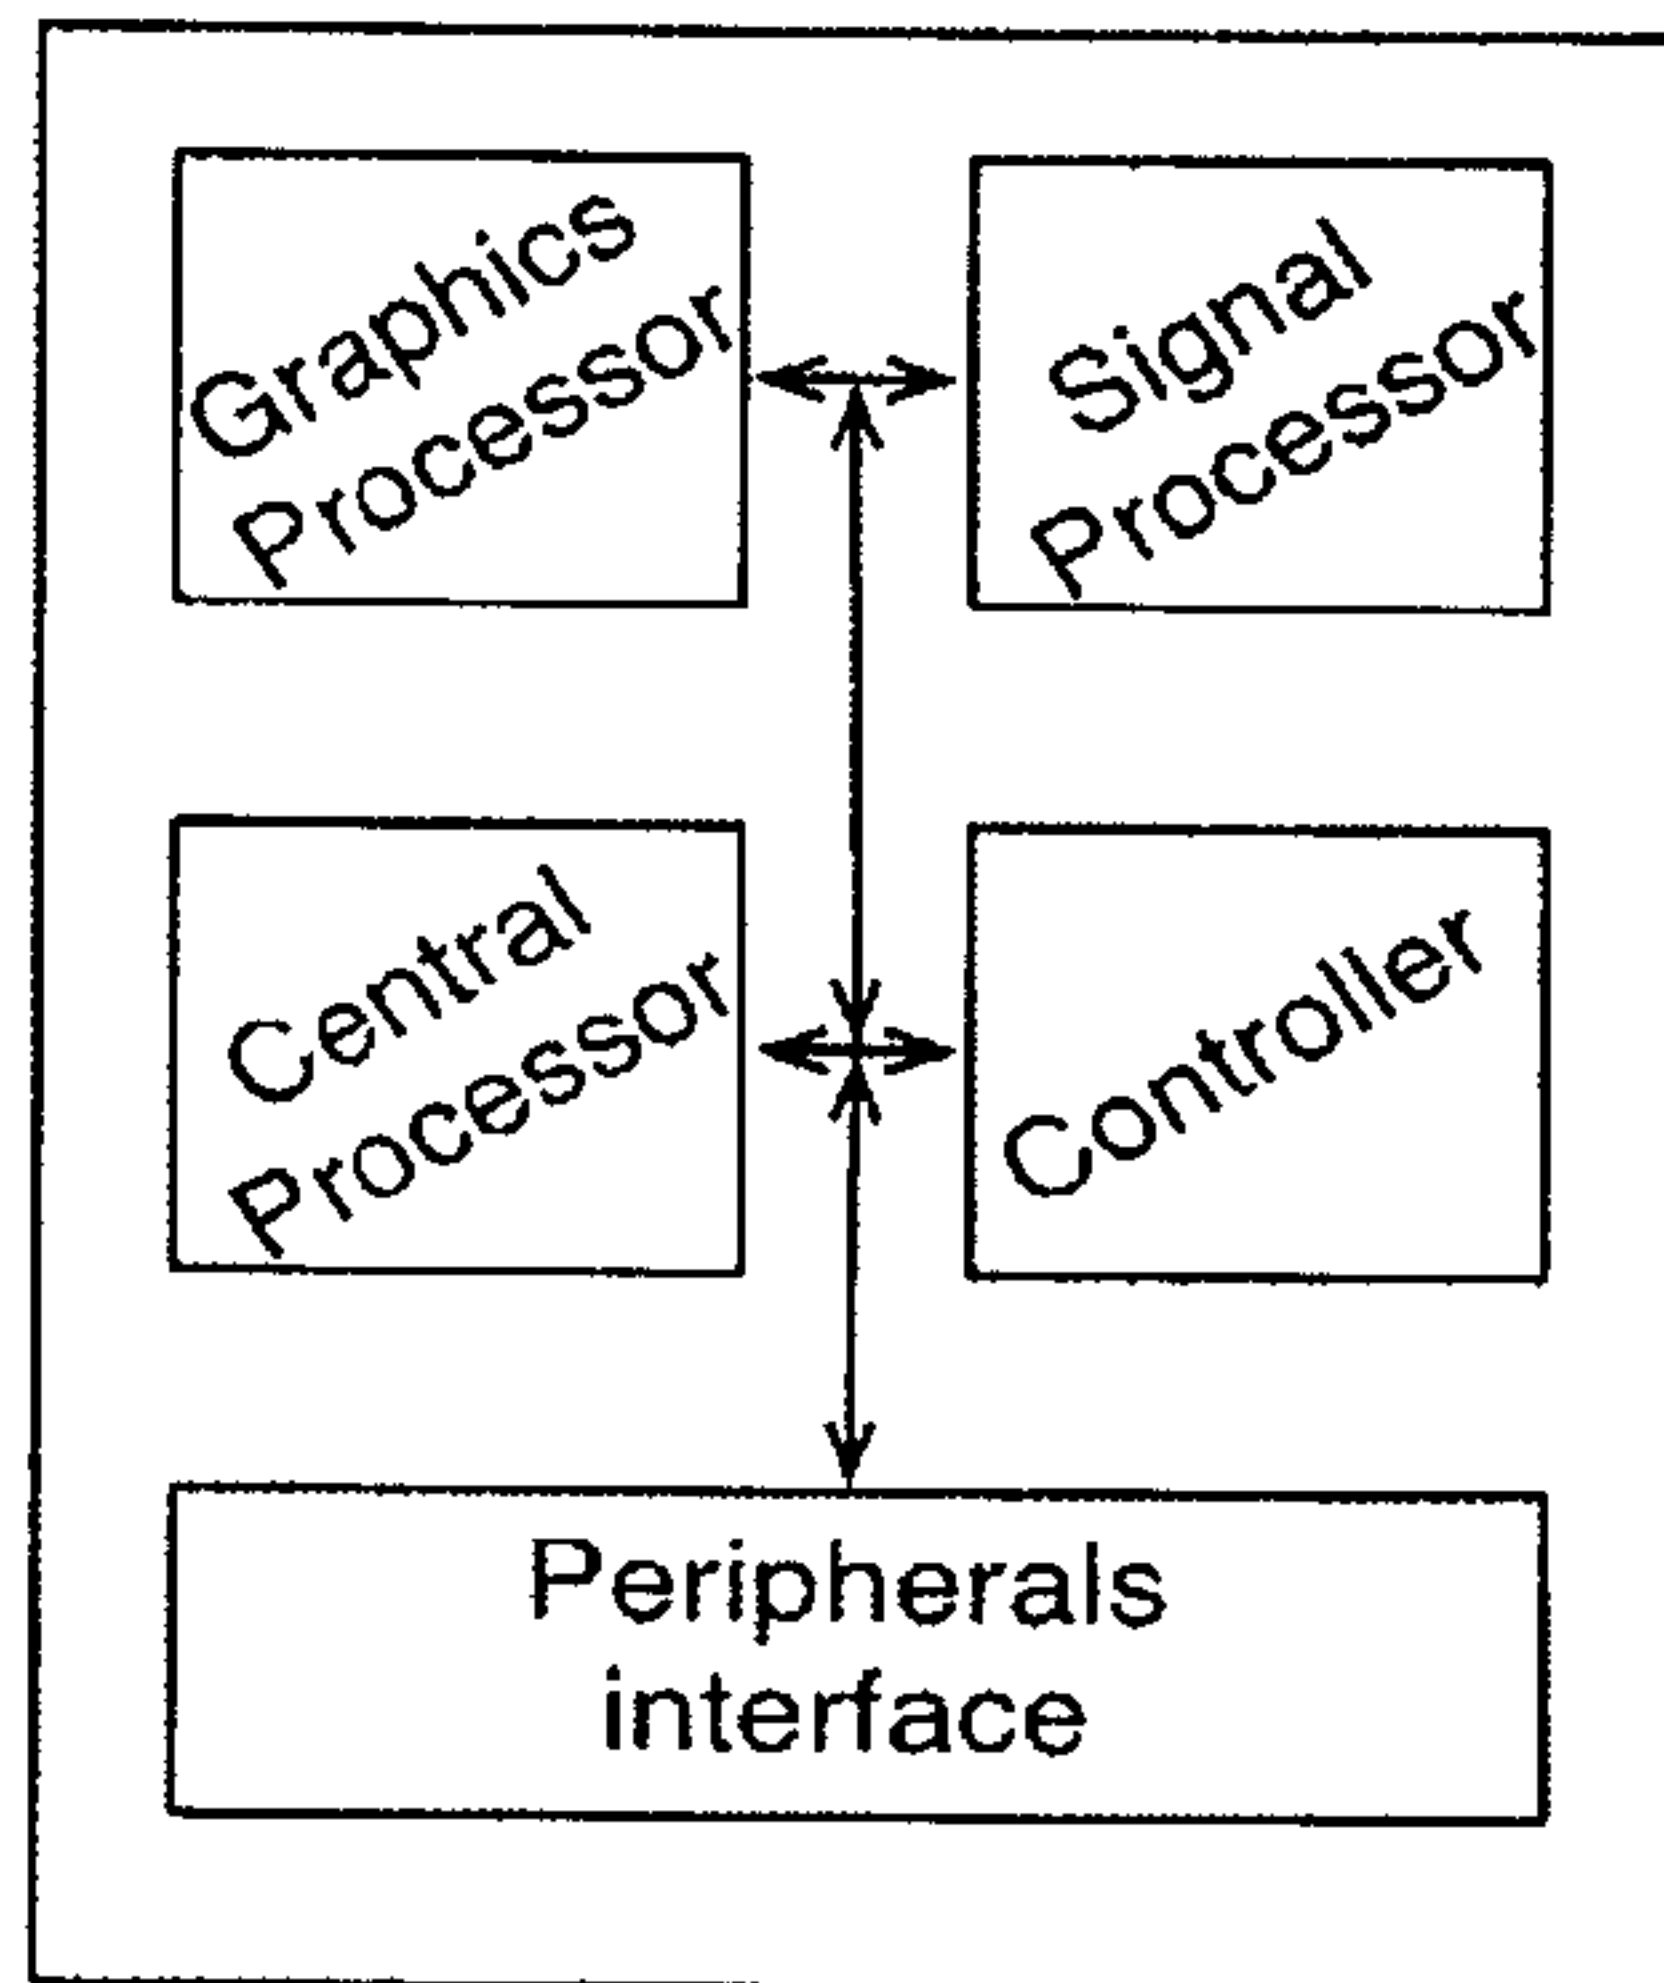 Graphics
Processor
Signal
Processor
Central
Processor
Controller
Peripherals
interface